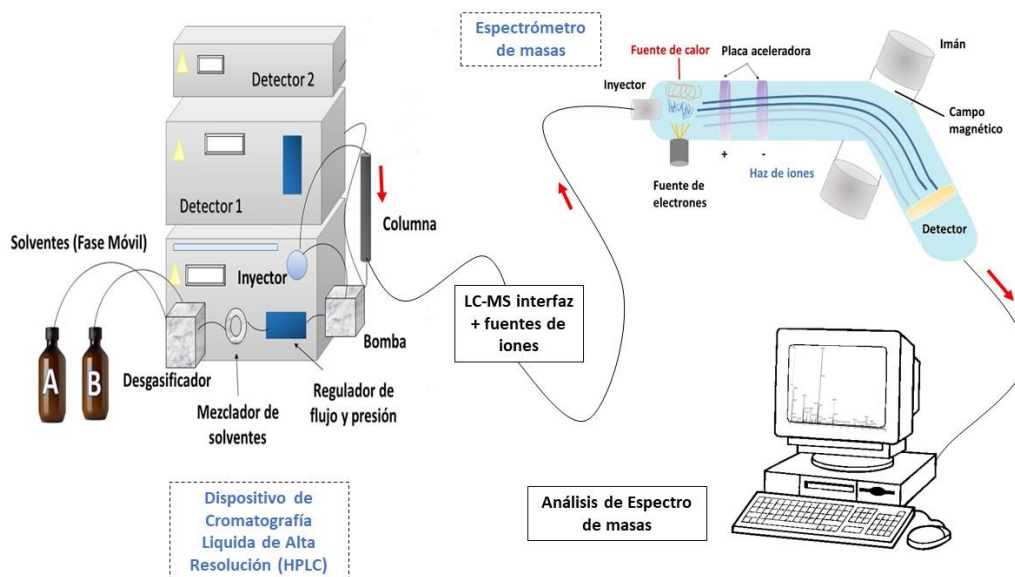 Espectrómetro
de masas
Detector 2
Detector 1
Solventes (Fase Móvil)
Inyector
Columna
A
B
Desgasificador
Mezclador de
solventes
Regulador de
flujo y presión
Bomba
Dispositivo de
Cromatografía
Liquida de Alta
Resolución (HPLC)
LC-MS interfaz
+ fuentes de
iones
Fuente de calor
Placa aceleradora
Imán
Inyector
Campo
magnético
+
-
Fuente de
electrones
Haz de iones
Detector
Análisis de Espectro
de masas